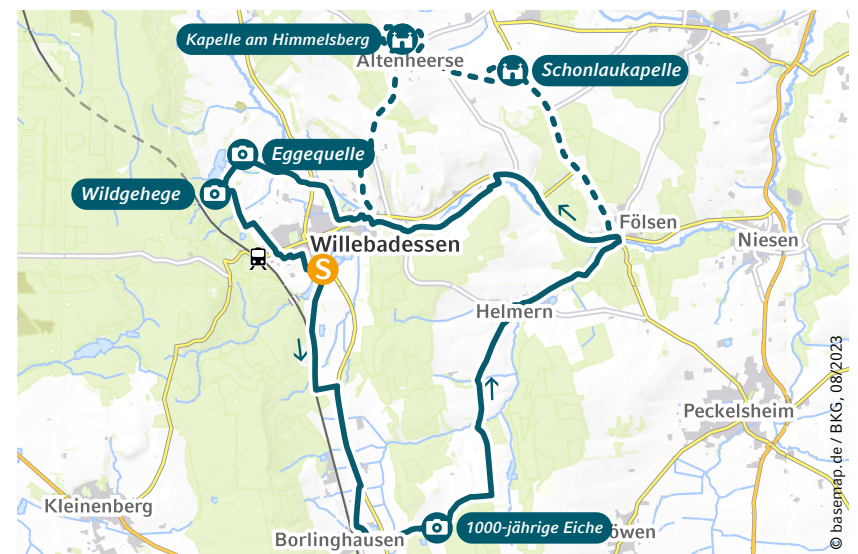 Kapelle am Himmelsberg
Altenheerse
Schonlaukapelle
Eggequelle
Wildgehege
Fölsen
Niesen
Willebadessen
S
Helmern
Peckelsheim
Kleinenberg
Borlinghausen
1000-jährige Eiche
öwen
© basemap.de / BKG, 08/2023